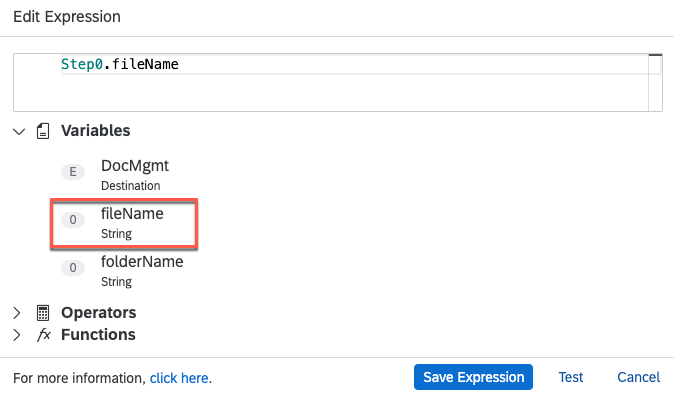 Edit Expression
Step0.fileName
Variables
E DocMgmt
Destination
0 fileName
String
0 folderName
String
Operators
fx Functions
For more information, click here. Save Expression Test Cancel